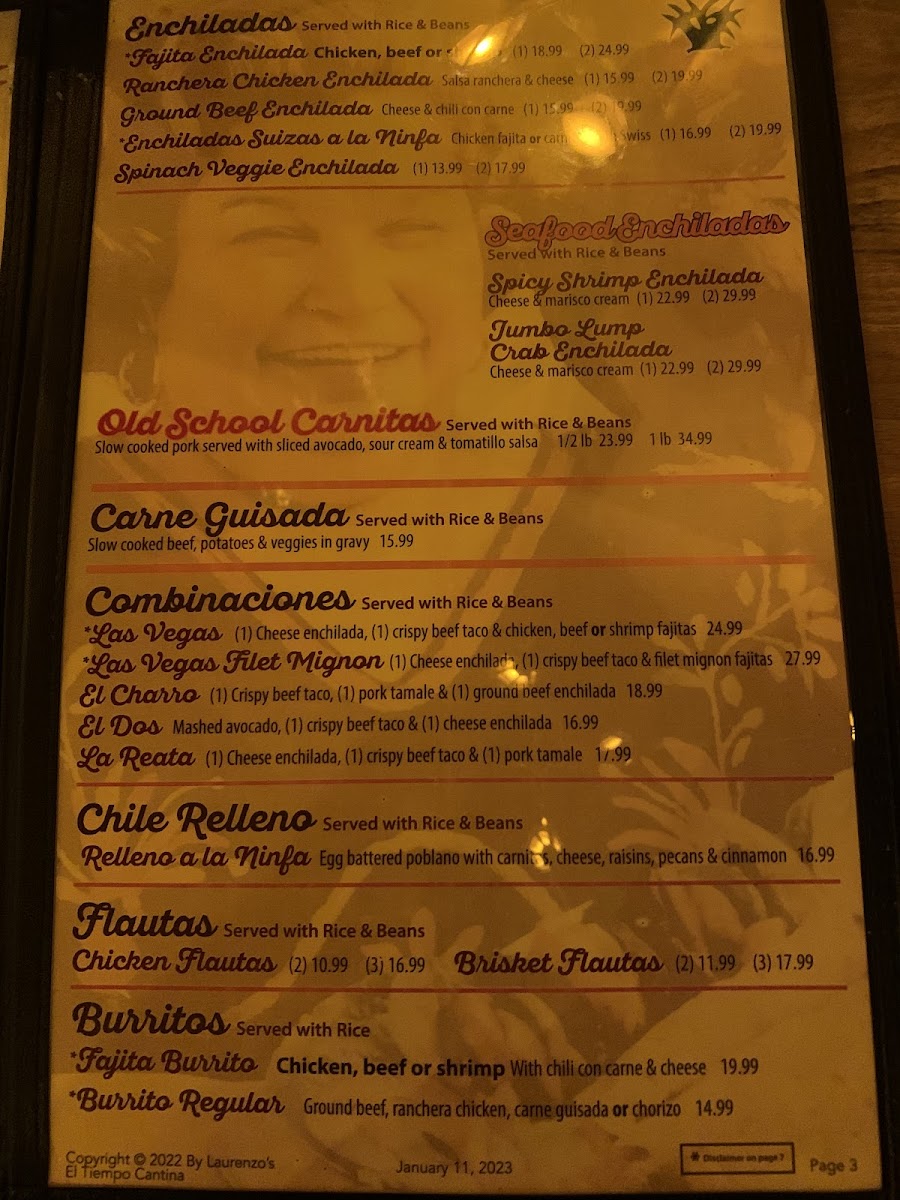 Enchiladas Served with Rice & Beans
*Fajita Enchilada Chicken, beef or (1) 18.99 (2) 24.99
Ranchera Chicken Enchilada Salsa ranchera & cheese (1) 15.99 (2) 19.99
Ground Beef Enchilada Cheese & chili con carne (1) 15.99 (2) 19.99
*Enchiladas Suizas a la Ninfa Chicken fajita or swiss (1) 16.99 (2) 19.99
Spinach Veggie Enchilada (1) 13.99 (2) 17.99
Seafood Enchiladas
Served with Rice & Beans
Spicy Shrimp Enchilada
Cheese & marisco cream (1) 22.99 (2) 29.99
Jumbo Lump
Crab Enchilada
Cheese & marisco cream (1) 22.99 (2) 29.99
Old School Carnitas Served with Rice & Beans
Slow cooked pork served with sliced avocado, sour cream & tomatillo salsa 1/2 lb 23.99 1 lb 34.99
Carne Guisada Served with Rice & Beans
Slow cooked beef, potatoes & veggies in gravy 15.99
Combinaciones Served with Rice & Beans
*Las Vegas (1) Cheese enchilada, (1) crispy beef taco & chicken, beef or shrimp fajitas 24.99
*Las Vegas Filet Mignon (1) Cheese enchilada, (1) crispy beef taco & filet mignon fajitas 27.99
El Charro (1) Crispy beef taco, (1) pork tamale & (1) ground beef enchilada 18.99
El Dos Mashed avocado, (1) crispy beef taco & (1) cheese enchilada 16.99
La Reata (1) Cheese enchilada, (1) crispy beef taco & (1) pork tamale 17.99
Chile Relleno Served with Rice & Beans
Relleno a la Ninfa Egg battered poblano with carnitas, cheese, raisins, pecans & cinnamon 16.99
Flautas Served with Rice & Beans
Chicken Flautas (2) 10.99 (3) 16.99 Brisket Flautas (2) 11.99 (3) 17.99
Burritos Served with Rice
*Fajita Burrito Chicken, beef or shrimp With chili con carne & cheese 19.99
*Burrito Regular Ground beef, ranchera chicken, carne guisada or chorizo 14.99
Copyright © 2022 By Laurenzo's
El Tiempo Cantina
January 11, 2023
* Disclaimer on page 7
Page 3